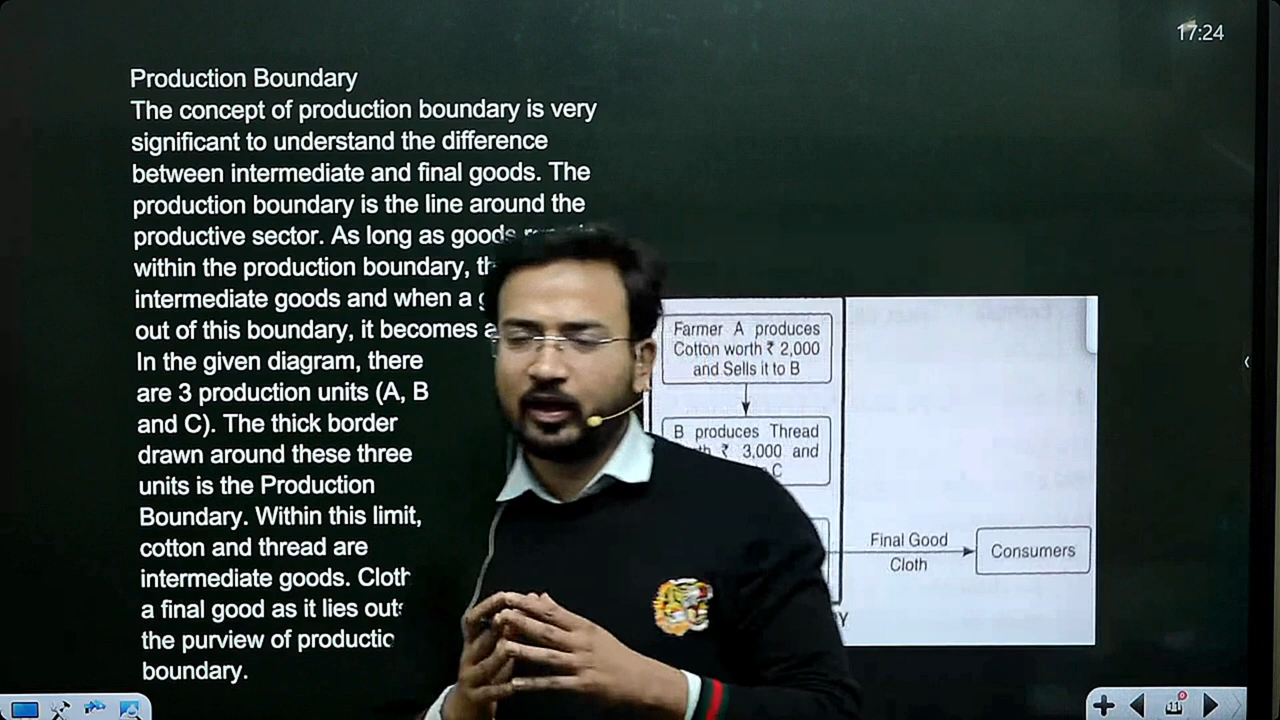 17:24
Production Boundary
The concept of production boundary is very
significant to understand the difference
between intermediate and final goods. The
production boundary is the line around the
productive sector. As long as goods
within the production boundary,
intermediate goods and when a
out of this boundary, it becomes
In the given diagram, there
are 3 production units (A, B
and C). The thick border
drawn around these three
units is the Production
Boundary. Within this limit,
cotton and thread are
intermediate goods. Cloth
a final good as it lies
the purview of
boundary.
Farmer A produces
Cotton worth ₹ 2,000
and Sells it to B
B produces Thread
₹ 3,000 and
C
Final Good
Cloth
Consumers
Y
11